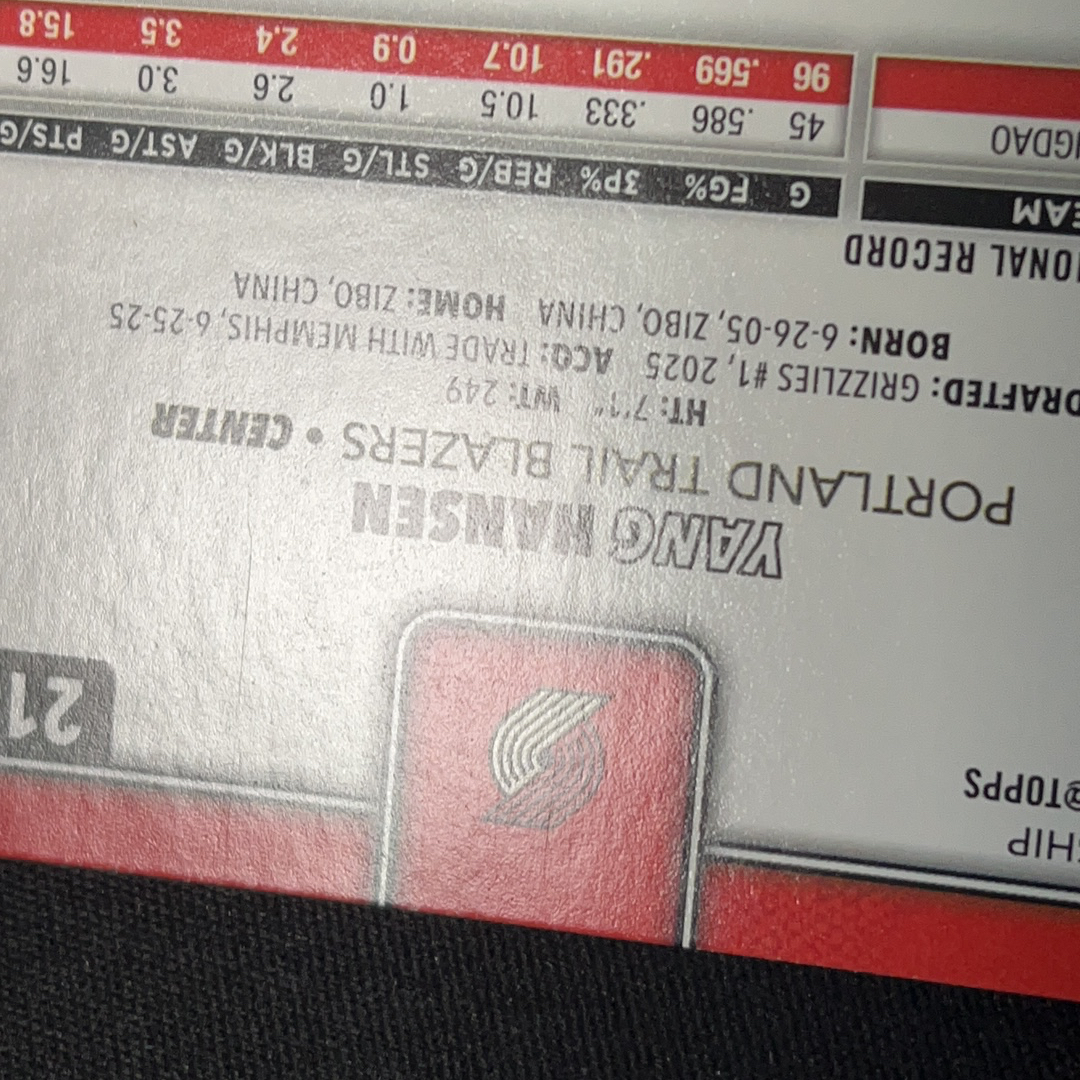 21
SHIP
@TOPPS
YANG HANSEN
PORTLAND TRAIL BLAZERS • CENTER
HT: 7'1" WT: 249
DRAFTED: GRIZZLIES #1, 2025 ACQ: TRADE WITH MEMPHIS, 6-25-25
BORN: 6-26-05, ZIBO, CHINA HOME: ZIBO, CHINA
IONAL RECORD
EAM G FG% 3P% REB/G STL/G BLK/G AST/G PTS/G
NGDAO 45 .586 .333 10.5 1.0 2.6 3.0 16.6
96 .569 .291 10.7 0.9 2.4 3.5 15.8